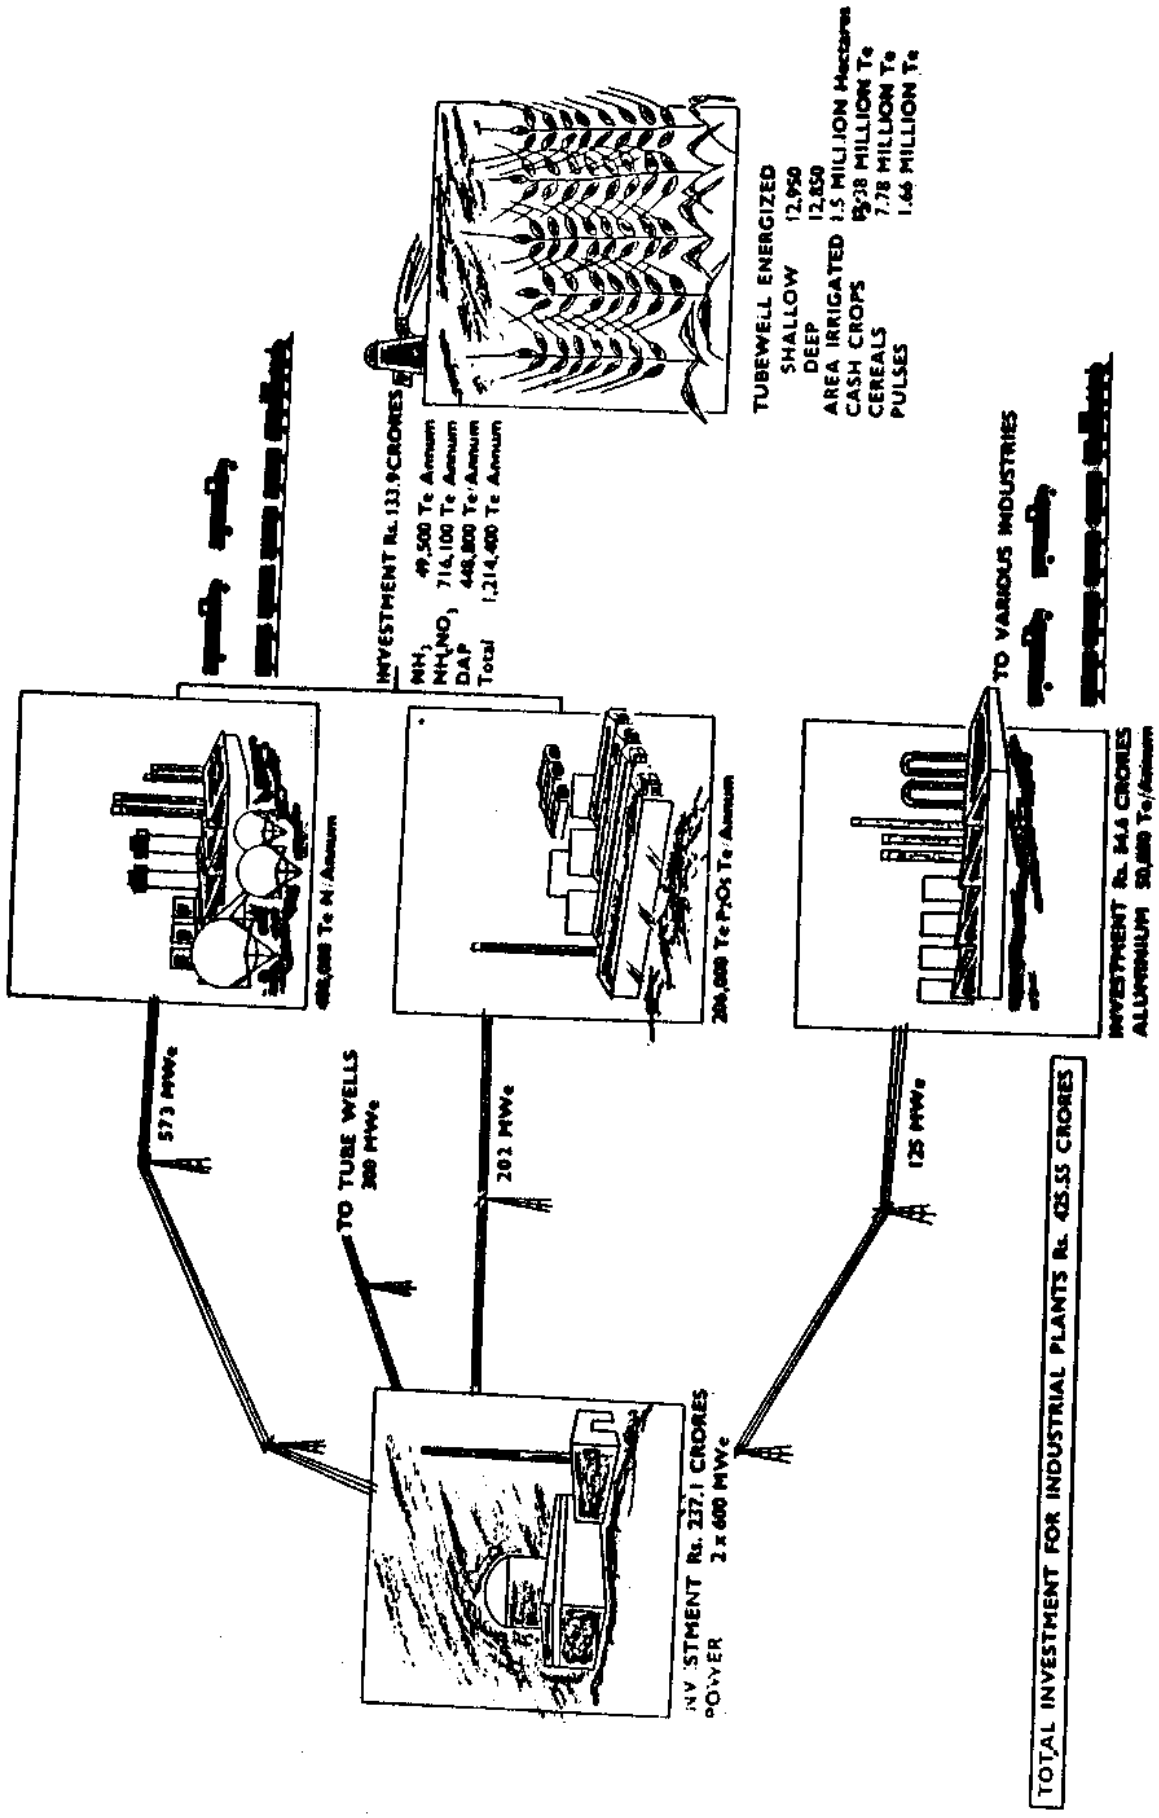 573 MWe
TO TUBE WELLS
300 MWe
202 MWe
125 MWe
INVESTMENT Rs. 237.1 CRORES
POWER 2 x 600 MWe
Te N/Annum
206,000 Te P2O5 Te/Annum
INVESTMENT Rs. CRORES
ALUMINIUM 50,000 Te/Annum
INVESTMENT Rs. 133.9 CRORES
NH3 49,500 Te Annum
NH4NO3 716,100 Te Annum
DAP 448,800 Te/Annum
Total 1,214,400 Te Annum
TO VARIOUS INDUSTRIES
TUBEWELL ENERGIZED
SHALLOW 12,950
DEEP 12,850
AREA IRRIGATED 1.5 MILLION Hectares
CASH CROPS MILLION Te
CEREALS 7.78 MILLION Te
PULSES 1.66 MILLION Te
TOTAL INVESTMENT FOR INDUSTRIAL PLANTS Rs. 425.55 CRORES